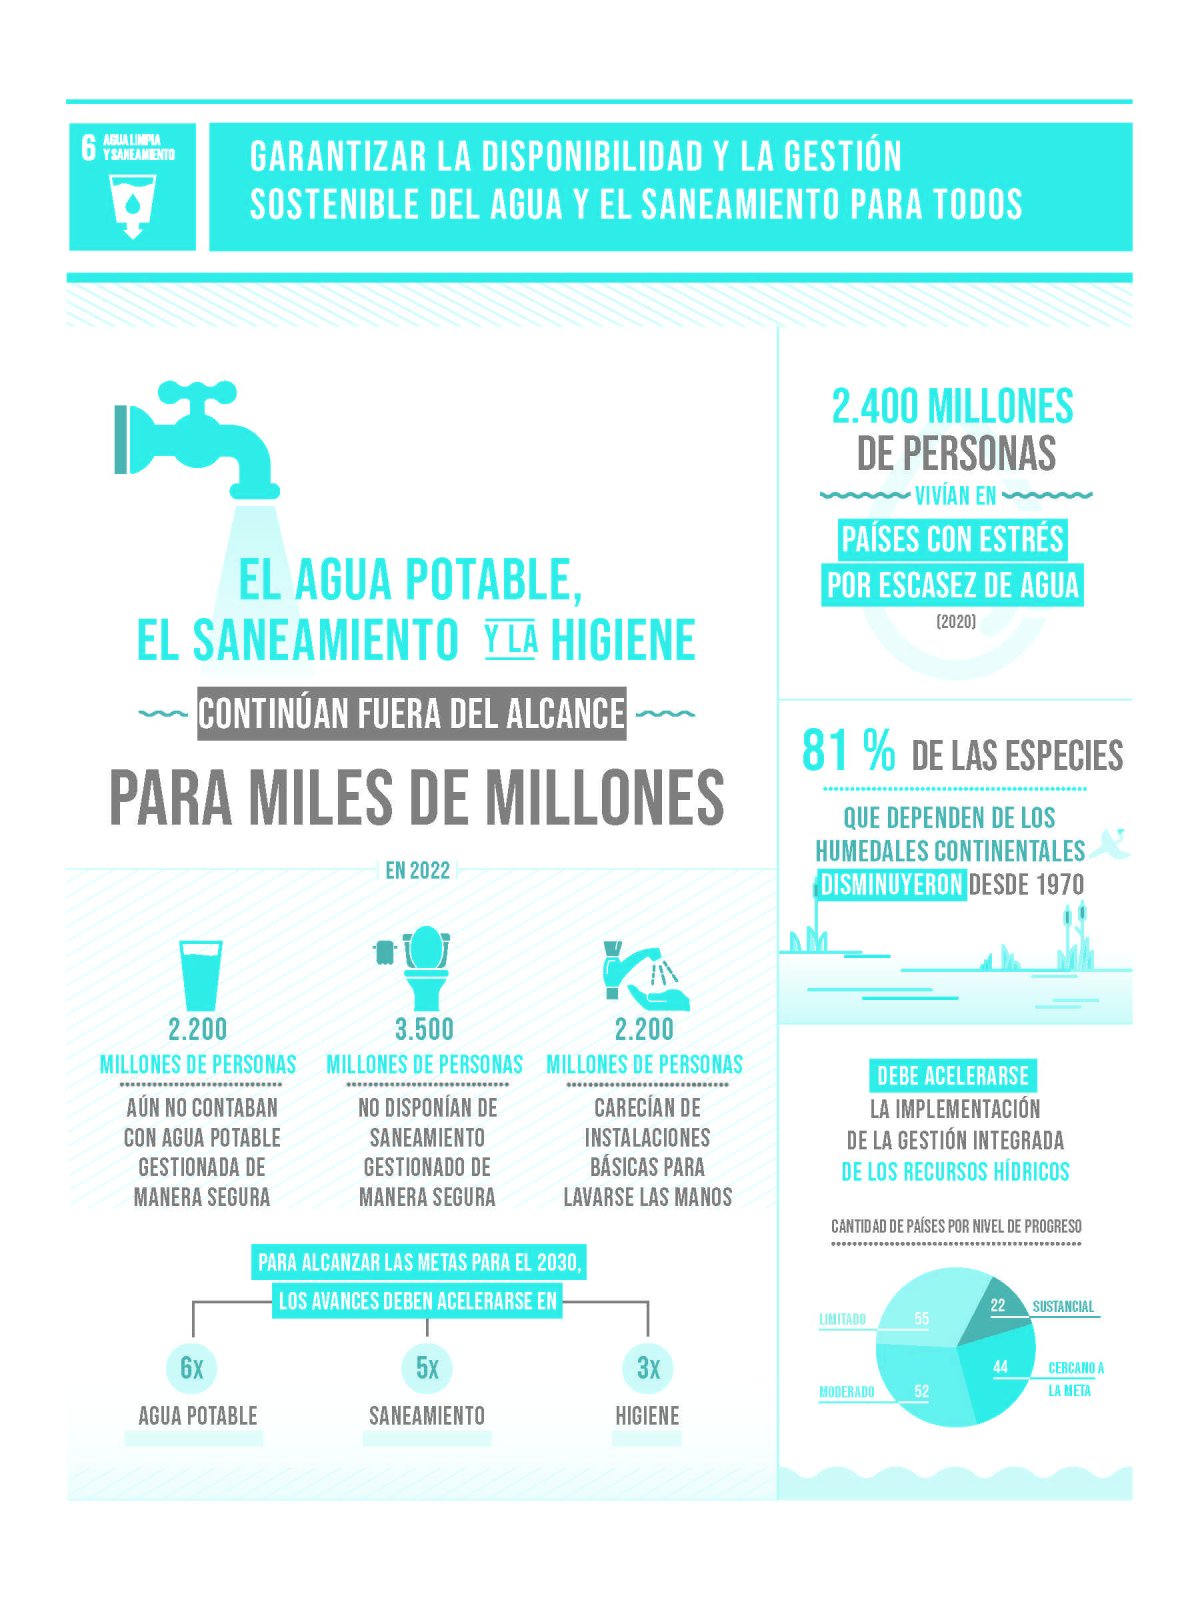 6 AGUA LIMPIA
Y SANEAMIENTO
GARANTIZAR LA DISPONIBILIDAD Y LA GESTIÓN
SOSTENIBLE DEL AGUA Y EL SANEAMIENTO PARA TODOS
EL AGUA POTABLE,
EL SANEAMIENTO Y LA HIGIENE
CONTINÚAN FUERA DEL ALCANCE
PARA MILES DE MILLONES
EN 2022
2.200
MILLONES DE PERSONAS
AÚN NO CONTABAN
CON AGUA POTABLE
GESTIONADA DE
MANERA SEGURA
3.500
MILLONES DE PERSONAS
NO DISPONÍAN DE
SANEAMIENTO
GESTIONADO DE
MANERA SEGURA
2.200
MILLONES DE PERSONAS
CARECÍAN DE
INSTALACIONES
BÁSICAS PARA
LAVARSE LAS MANOS
PARA ALCANZAR LAS METAS PARA EL 2030,
LOS AVANCES DEBEN ACELERARSE EN
6X
AGUA POTABLE
5X
SANEAMIENTO
3X
HIGIENE
2.400 MILLONES
DE PERSONAS
VIVÍAN EN
PAÍSES CON ESTRÉS
POR ESCASEZ DE AGUA
(2020)
81 % DE LAS ESPECIES
QUE DEPENDEN DE LOS
HUMEDALES CONTINENTALES
DISMINUYERON DESDE 1970
DEBE ACELERARSE
LA IMPLEMENTACIÓN
DE LA GESTIÓN INTEGRADA
DE LOS RECURSOS HÍDRICOS
CANTIDAD DE PAÍSES POR NIVEL DE PROGRESO
22 SUSTANCIAL
LIMITADO 55
44 CERCANO A
LA META
MODERADO 52